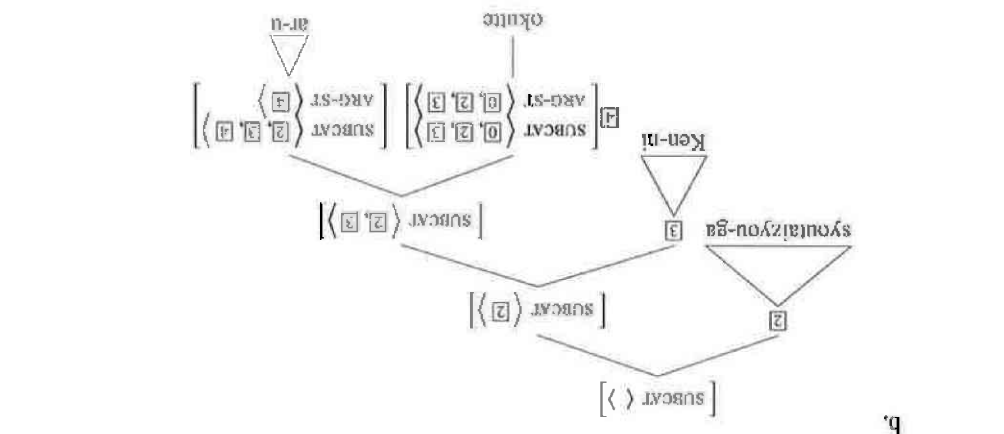 b.
[SUBCAT ⟨ ⟩]
2 [SUBCAT ⟨2⟩]
syoutaizyou-ga 3 [SUBCAT ⟨2, 3⟩]
Ken-ni
4 [SUBCAT ⟨0, 2, 3⟩ [SUBCAT ⟨2, 3, 4⟩
ARG-ST ⟨0, 2, 3⟩] ARG-ST ⟨4⟩]
okutte ar-u